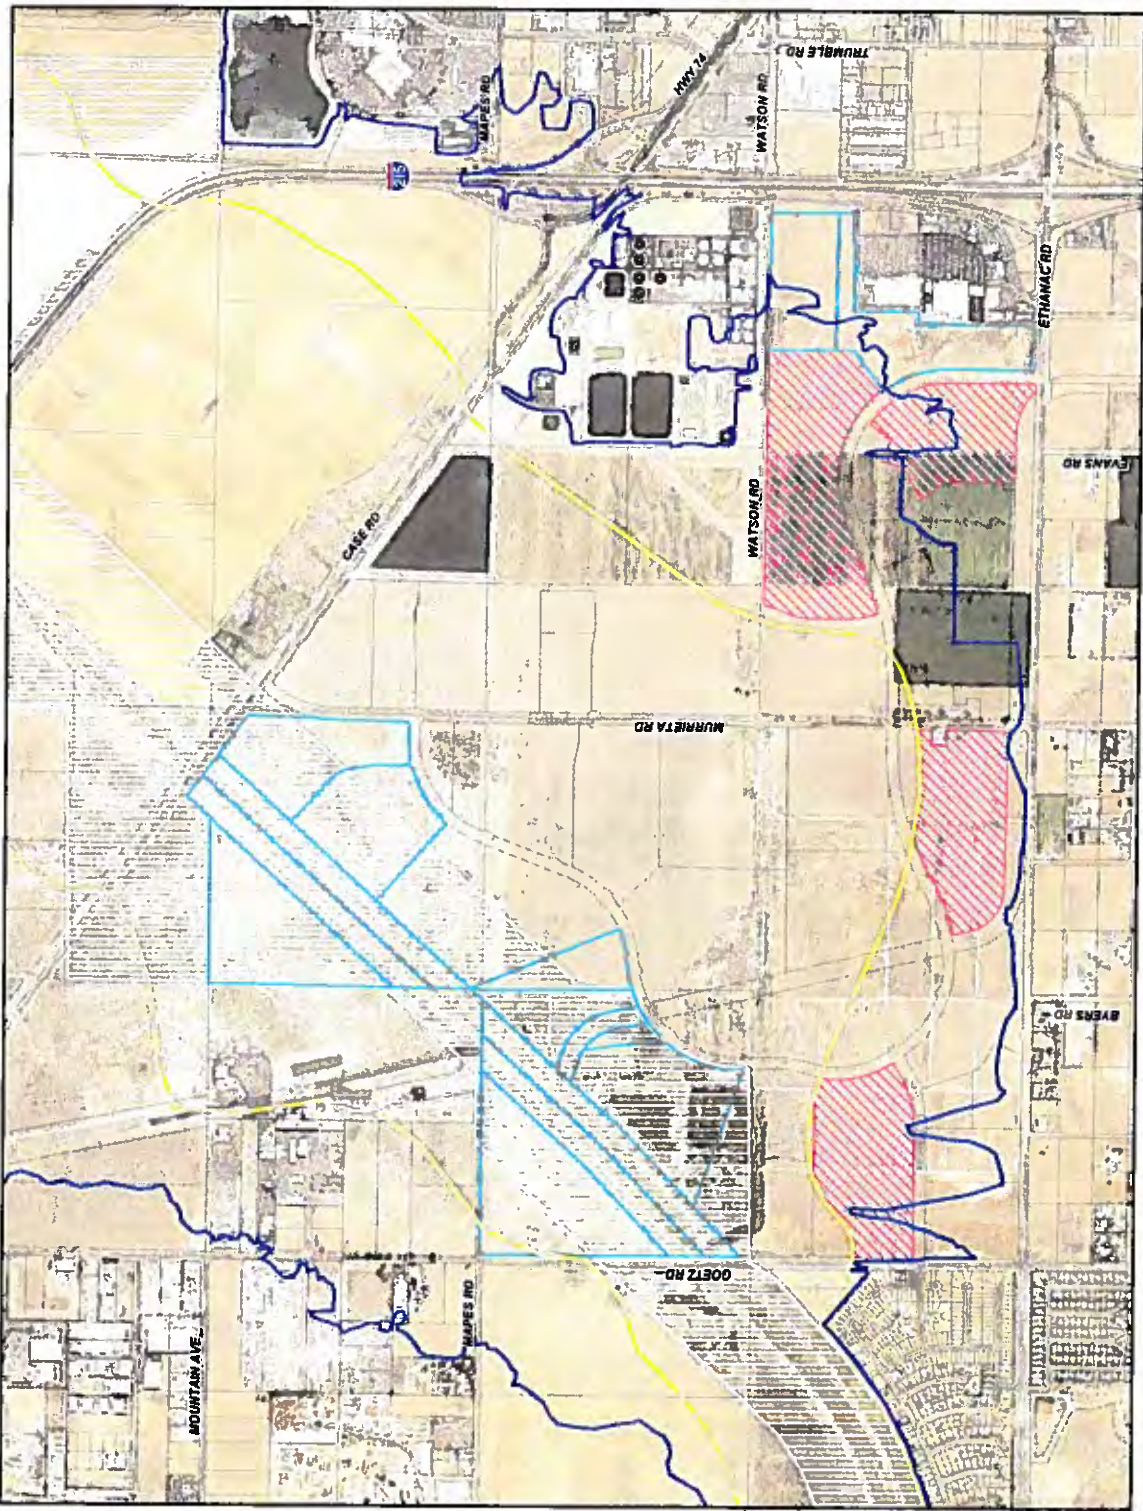 TRUMBLE RD
HWY 74
MAPES RD
WATSON RD
215
ETHANAC RD
EVANS RD
WATSON RD
CASE RD
MURRIETA RD
BYERS RD
GOETZ RD
MAPES RD
MOUNTAIN AVE